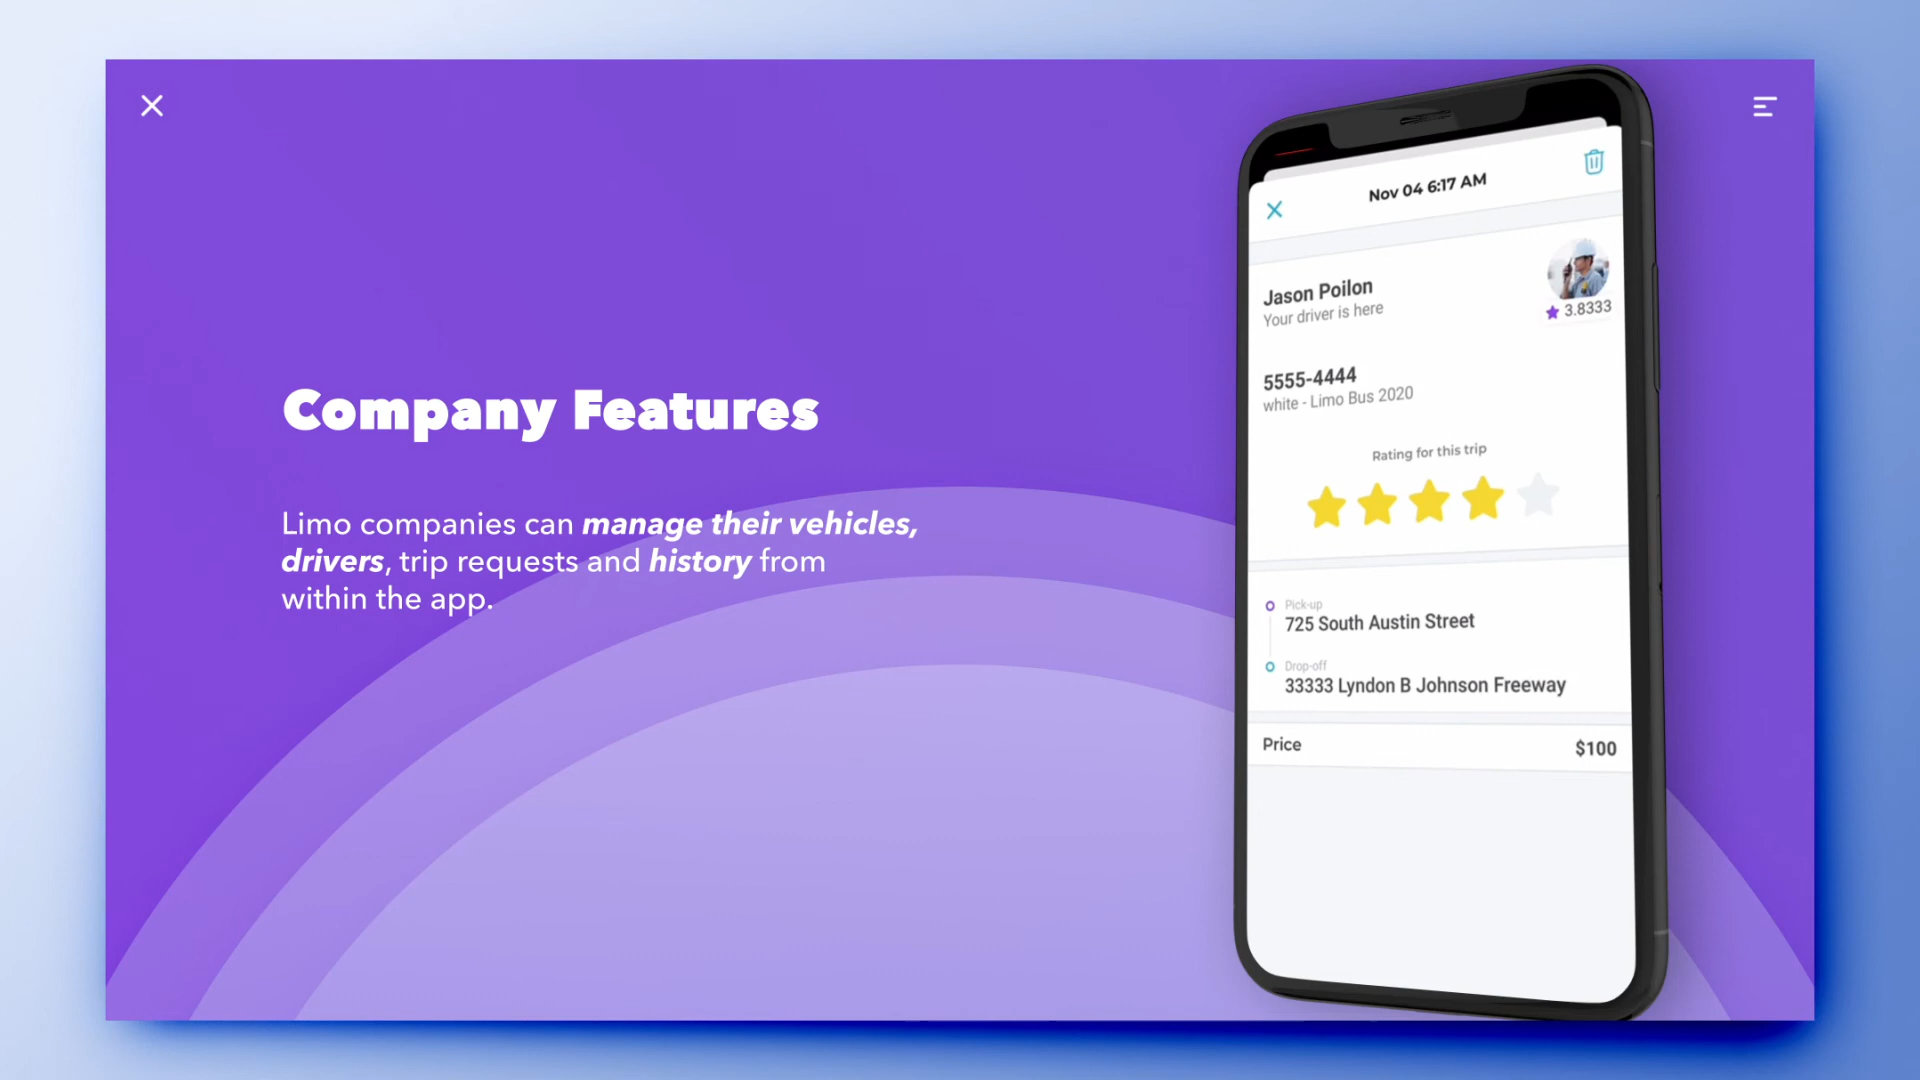 Company Features
Limo companies can manage their vehicles,
drivers, trip requests and history from
within the app.
Nov 04 6:17 AM
Jason Poilon
Your driver is here
3.8333
5555-4444
white - Limo Bus 2020
Rating for this trip
Pick-up
725 South Austin Street
Drop-off
33333 Lyndon B Johnson Freeway
Price
$100